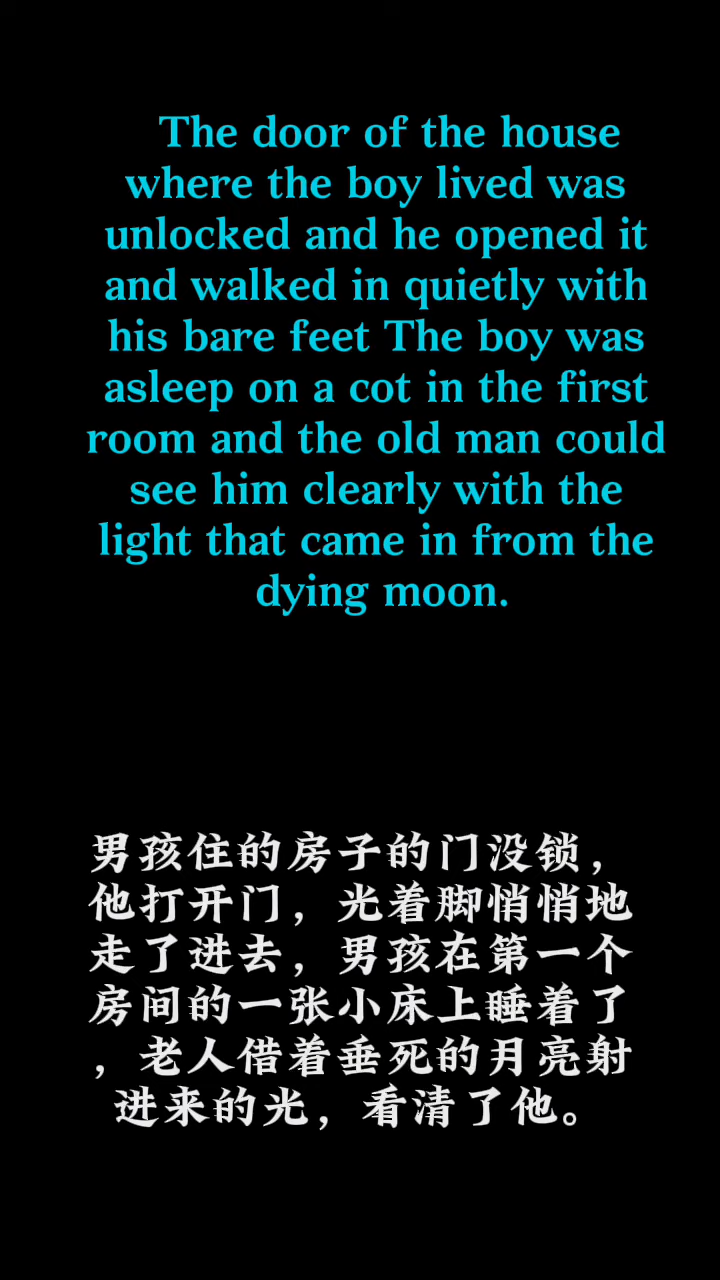 The door of the house
where the boy lived was
unlocked and he opened it
and walked in quietly with
his bare feet The boy was
asleep on a cot in the first
room and the old man could
see him clearly with the
light that came in from the
dying moon.
男孩住的房子的门没锁，
他打开门，光着脚悄悄地
走了进去，男孩在第一个
房间的一张小床上睡着了
，老人借着垂死的月亮射
进来的光，看清了他。